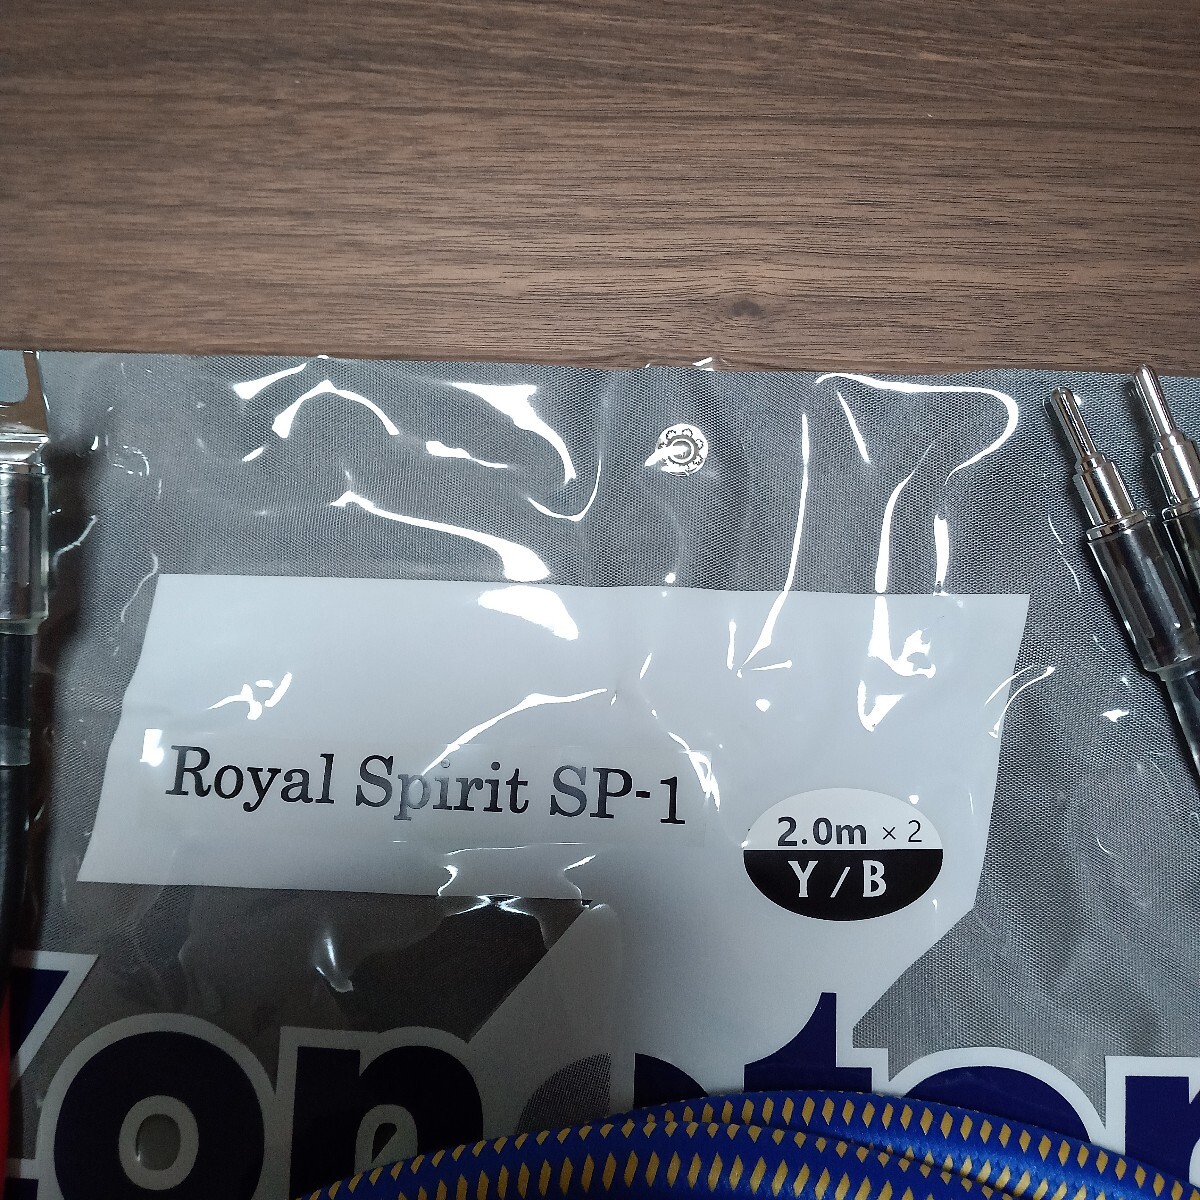 Royal Spirit SP-1
2.0m × 2
Y / B